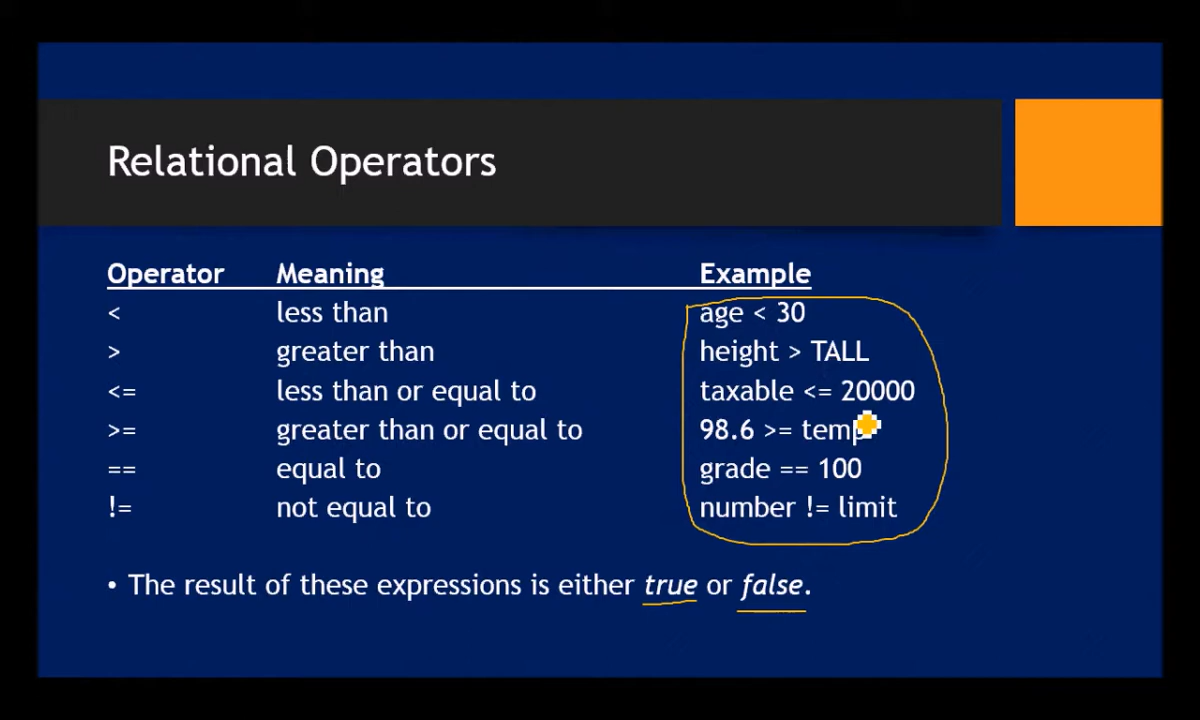 Relational Operators
Operator Meaning Example
< less than age < 30
> greater than height > TALL
<= less than or equal to taxable <= 20000
>= greater than or equal to 98.6 >= temp
== equal to grade == 100
!= not equal to number != limit
• The result of these expressions is either true or false.